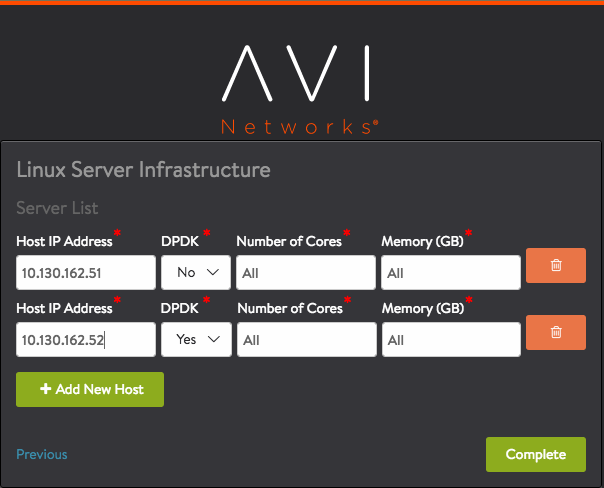 AVI
Networks®
Linux Server Infrastructure
Server List
Host IP Address* DPDK* Number of Cores* Memory (GB)*
10.130.162.51 No All All
Host IP Address* DPDK* Number of Cores* Memory (GB)*
10.130.162.52 Yes All All
+ Add New Host
Previous Complete